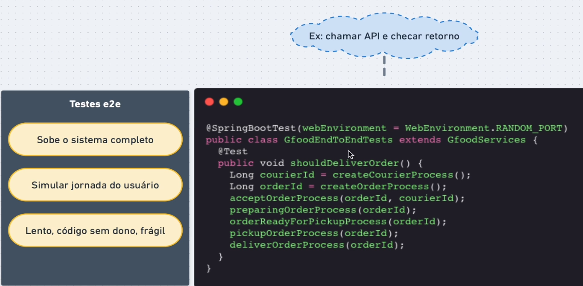 Ex: chamar API e checar retorno
Testes e2e
Sobe o sistema completo
Simular jornada do usuário
Lento, código sem dono, frágil
@SpringBootTest(webEnvironment = WebEnvironment.RANDOM_PORT)
public class GfoodEndToEndTests extends GfoodServices {
@Test
public void shouldDeliverOrder() {
Long courierId = createCourierProcess();
Long orderId = createOrderProcess();
acceptOrderProcess(orderId, courierId);
preparingOrderProcess(orderId);
orderReadyForPickupProcess(orderId);
pickupOrderProcess(orderId);
deliverOrderProcess(orderId);
}
}